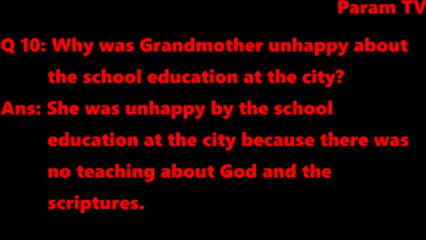 Param TV
Q 10: Why was Grandmother unhappy about
the school education at the city?
Ans: She was unhappy by the school
education at the city because there was
no teaching about God and the
scriptures.